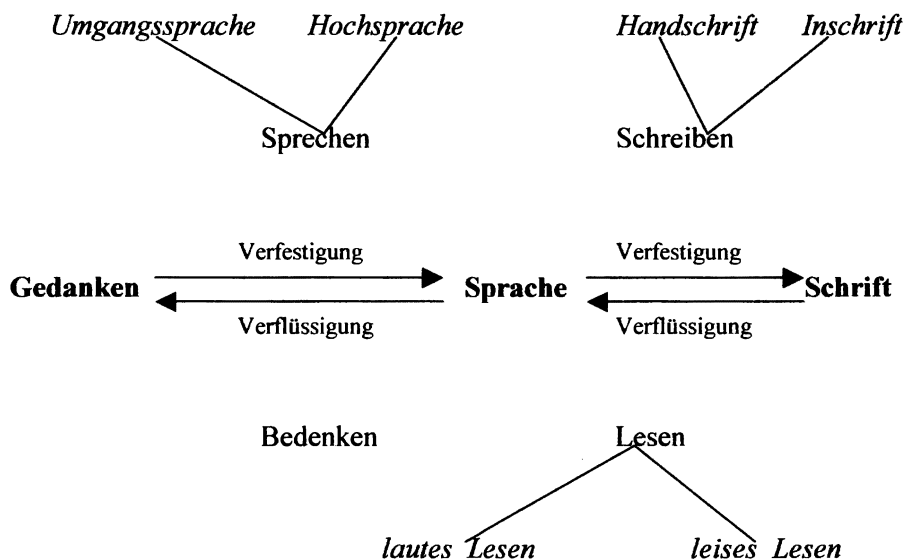 Umgangssprache Hochsprache Handschrift Inschrift
Sprechen Schreiben
Verfestigung Verfestigung
Gedanken Sprache Schrift
Verflüssigung Verflüssigung
Bedenken Lesen
lautes Lesen leises Lesen